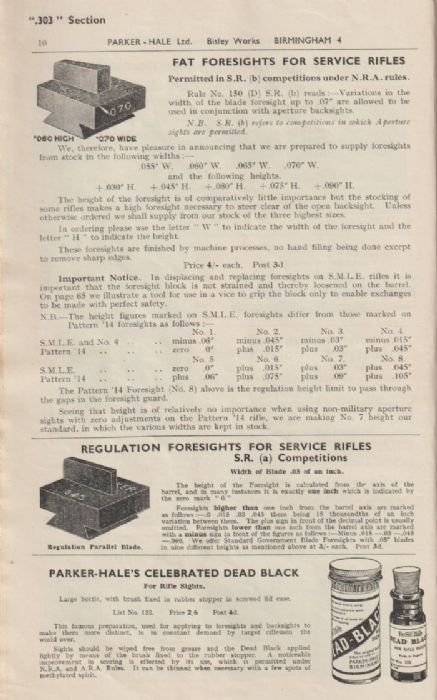 ".303" Section
10 PARKER-HALE Ltd. Bisley Works BIRMINGHAM 4
FAT FORESIGHTS FOR SERVICE RIFLES
Permitted in S.R. (b) competitions under N.R.A. rules.
Rule No. 150 (D) S.R. (b) reads :—Variations in the
width of the blade foresight up to .07" are allowed to be
used in conjunction with aperture backsights.
N.B. S.R. (b) refers to competitions in which Aperture
sights are permitted.
070
"060 HIGH "070 WIDE
We, therefore, have pleasure in announcing that we are prepared to supply foresights
from stock in the following widths :—
.055" W. .060" W. .065" W. .070" W.
and the following heights.
+.030" H. +.045" H. +.060" H. +.075" H. +.090" H.
The height of the foresight is of comparatively little importance but the stocking of
some rifles makes a high foresight necessary to steer clear of the open backsight. Unless
otherwise ordered we shall supply from our stock of the three highest sizes.
In ordering please use the letter " W " to indicate the width of the foresight and the
letter " H " to indicate the height.
These foresights are finished by machine processes, no hand filing being done except
to remove sharp edges.
Price 4/- each. Post 3d.
Important Notice. In displacing and replacing foresights on S.M.L.E. rifles it is
important that the foresight block is not strained and thereby loosened on the barrel.
On page 65 we illustrate a tool for use in a vice to grip the block only to enable exchanges
to be made with perfect safety.
N.B.—The height figures marked on S.M.L.E. foresights differ from those marked on
Pattern '14 foresights as follows :—
No. 1. No. 2. No. 3. No. 4.
S.M.L.E. and No. 4 .. .. minus .06" minus .045" minus .03" minus .015"
Pattern '14 .. .. .. zero .0" plus .015" plus .03" plus .045"
No. 5 No. 6. No. 7. No. 8.
S.M.L.E. .. .. .. zero .0" plus .015" plus .03" plus .045"
Pattern '14 .. .. .. plus .06" plus .075" plus .09" plus .105"
The Pattern '14 Foresight (No. 8) above is the regulation height limit to pass through
the gaps in the foresight guard.
Seeing that height is of relatively no importance when using non-military aperture
sights with zero adjustments on the Pattern '14 rifle, we are making No. 7 height our
standard, in which the various widths are kept in stock.
REGULATION FORESIGHTS FOR SERVICE RIFLES
S.R. (a) Competitions
Width of Blade .05 of an inch.
The height of the Foresight is calculated from the axis of the
barrel, and in many instances it is exactly one inch which is indicated by
the zero mark " 0."
Foresights higher than one inch from the barrel axis are marked
as follows :—.0 .015 .03 .045 there being 15 thousandths of an inch
variation between them. The plus sign in front of the decimal point is usually
omitted. Foresights lower than one inch from the barrel axis are marked
with a minus sign in front of the figures as follows :—Minus .015 —.03 —.045
—.060. We offer Standard Government Blade Foresights with .05" blades
in nine different heights as mentioned above at 3/- each. Post 3d.
045
Regulation Parallel Blade.
PARKER-HALE'S CELEBRATED DEAD BLACK
For Rifle Sights.
Large bottle, with brush fixed in rubber stopper in screwed lid case.
List No. 132. Price 2/6 Post 4d.
This famous preparation, used for applying to foresights and backsights to
make them more distinct, is in constant demand by target riflemen the
world over.
Sights should be wiped free from grease and the Dead Black applied
lightly by means of the brush fixed to the rubber stopper. A noticeable
improvement in scoring is effected by its use, which is permitted under
N.R.A. and A.R.A. Rules. It can be thinned when necessary with a few spots of
methylated spirit.